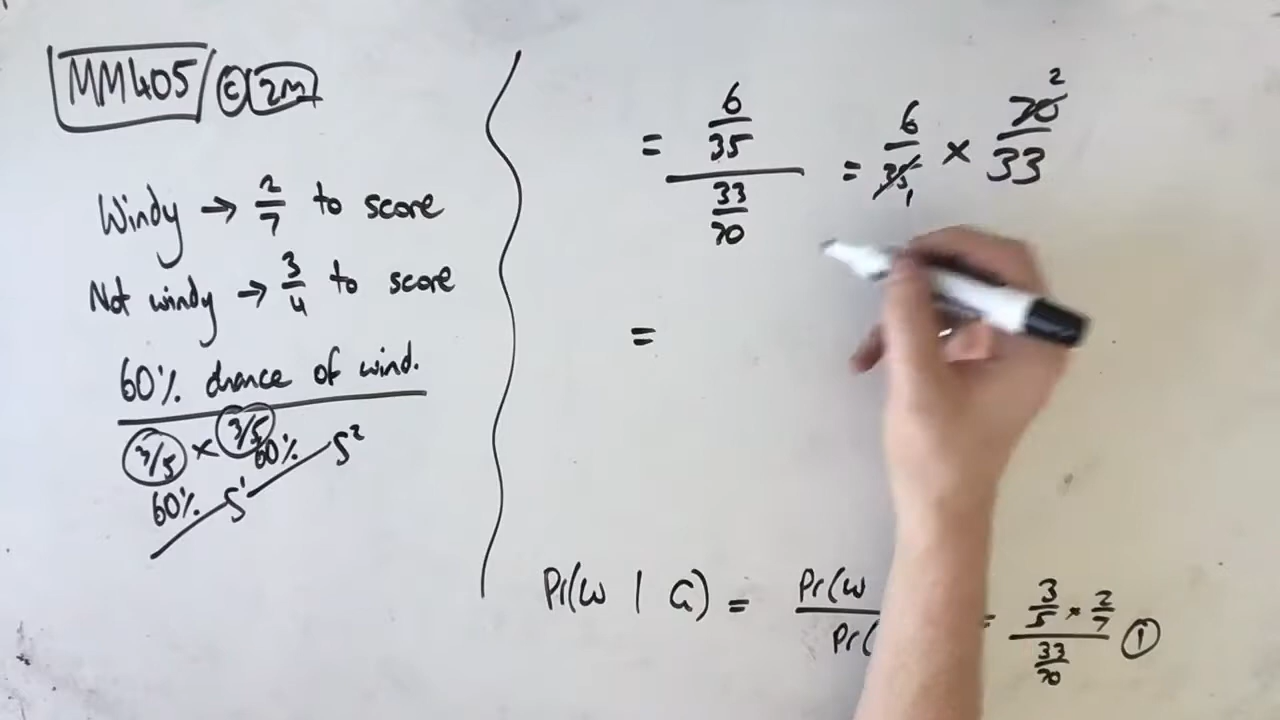 MM405 (c) 2M
Windy → 2/7 to score
Not windy → 3/4 to score
60% chance of wind.
3/5 × 3/5
60% S²
60% S¹
= 6/35 / 33/70 = 6/35 1 × 70 2/33
=
Pr(W | G) = Pr(W / Pr( = 3/5 × 2/7 / 33/70 ①